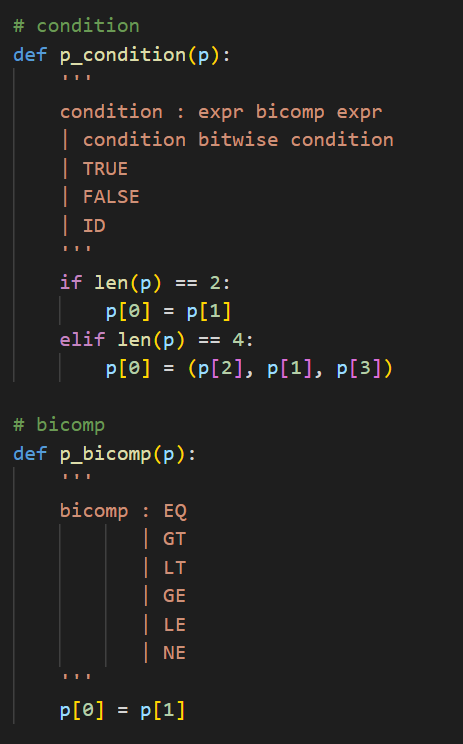 # condition
def p_condition(p):
    '''
    condition : expr bicomp expr
    | condition bitwise condition
    | TRUE
    | FALSE
    | ID
    '''
    if len(p) == 2:
        p[0] = p[1]
    elif len(p) == 4:
        p[0] = (p[2], p[1], p[3])

# bicomp
def p_bicomp(p):
    '''
    bicomp : EQ
           | GT
           | LT
           | GE
           | LE
           | NE
    '''
    p[0] = p[1]